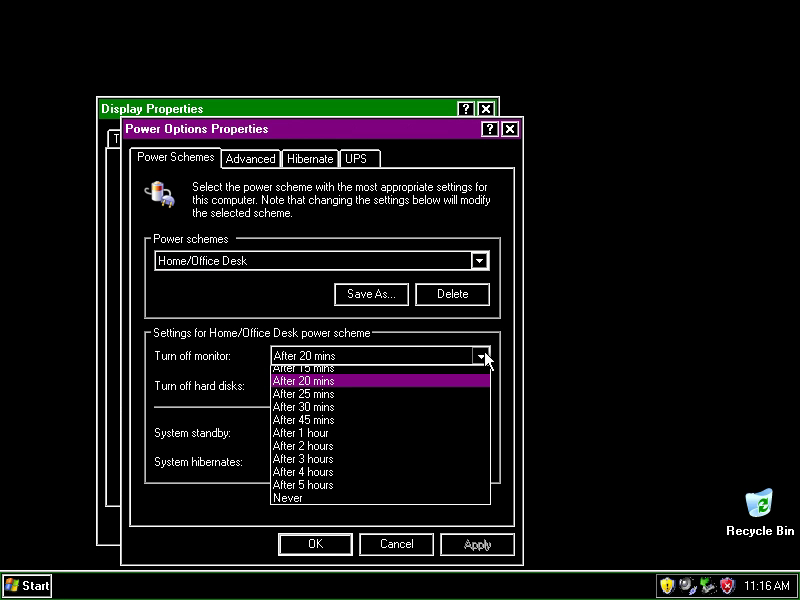 Display Properties
Power Options Properties
T
Power Schemes
Advanced
Hibernate
UPS
Select the power scheme with the most appropriate settings for
this computer. Note that changing the settings below will modify
the selected scheme.
Power schemes
Home/Office Desk
Save As...
Delete
Settings for Home/Office Desk power scheme
Turn off monitor:
After 20 mins
After 15 mins
After 20 mins
Turn off hard disks:
After 25 mins
After 30 mins
After 45 mins
System standby:
After 1 hour
After 2 hours
After 3 hours
System hibernates:
After 4 hours
After 5 hours
Never
OK
Cancel
Apply
Recycle Bin
Start
11:16 AM